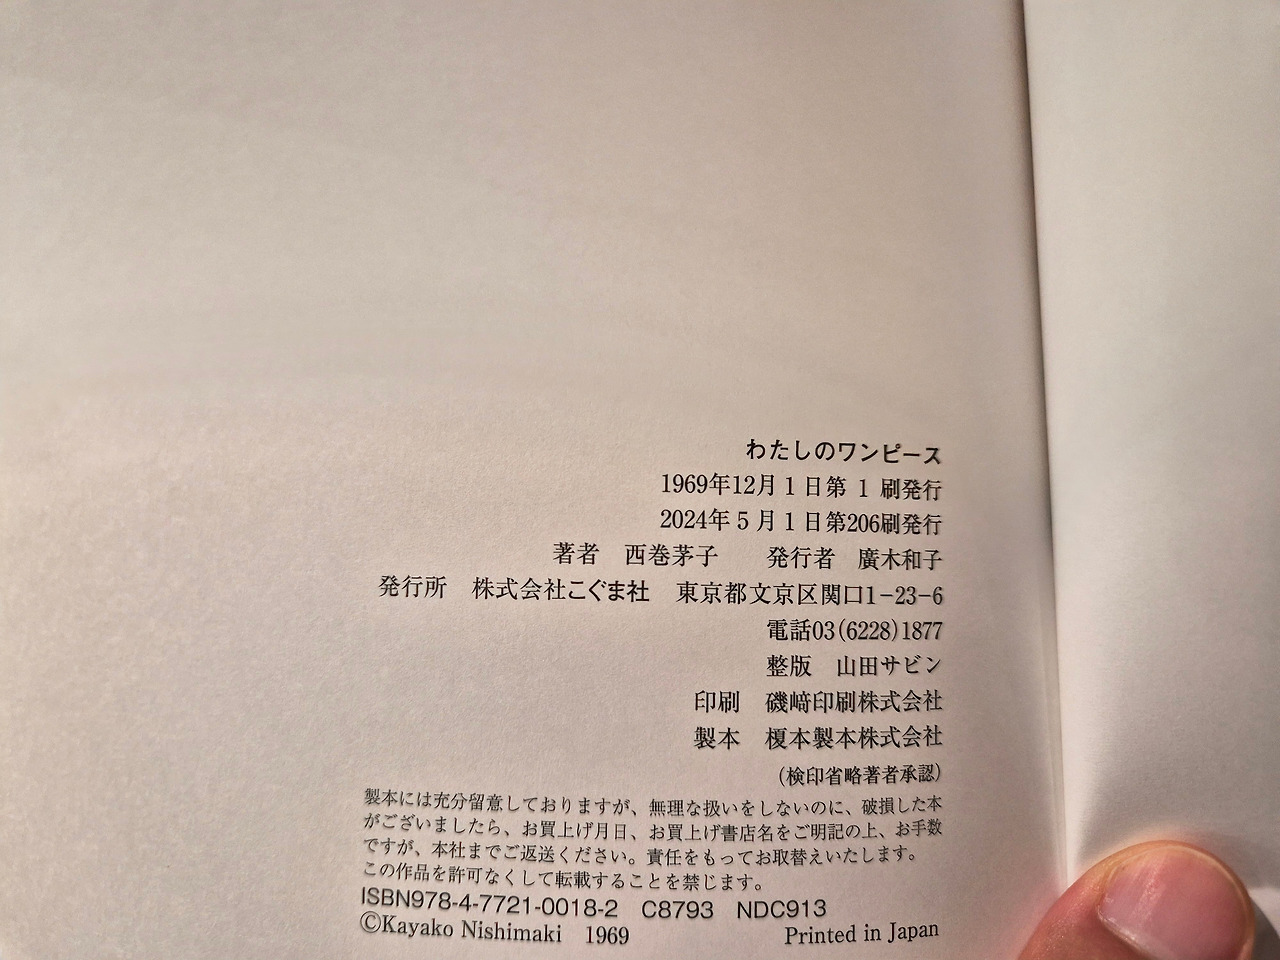 わたしのワンピース
1969年12月1日第 1 刷発行
2024年5月1日第206刷発行
著者　西巻茅子　　発行者　廣木和子
発行所　株式会社こぐま社　東京都文京区関口1-23-6
電話03(6228)1877
整版　山田サビン
印刷　磯﨑印刷株式会社
製本　榎本製本株式会社
(検印省略著者承認)
製本には充分留意しておりますが、無理な扱いをしないのに、破損した本
がございましたら、お買上げ月日、お買上げ書店名をご明記の上、お手数
ですが、本社までご返送ください。責任をもってお取替えいたします。
この作品を許可なくして転載することを禁じます。
ISBN978-4-7721-0018-2　C8793　NDC913
©Kayako Nishimaki　1969　Printed in Japan